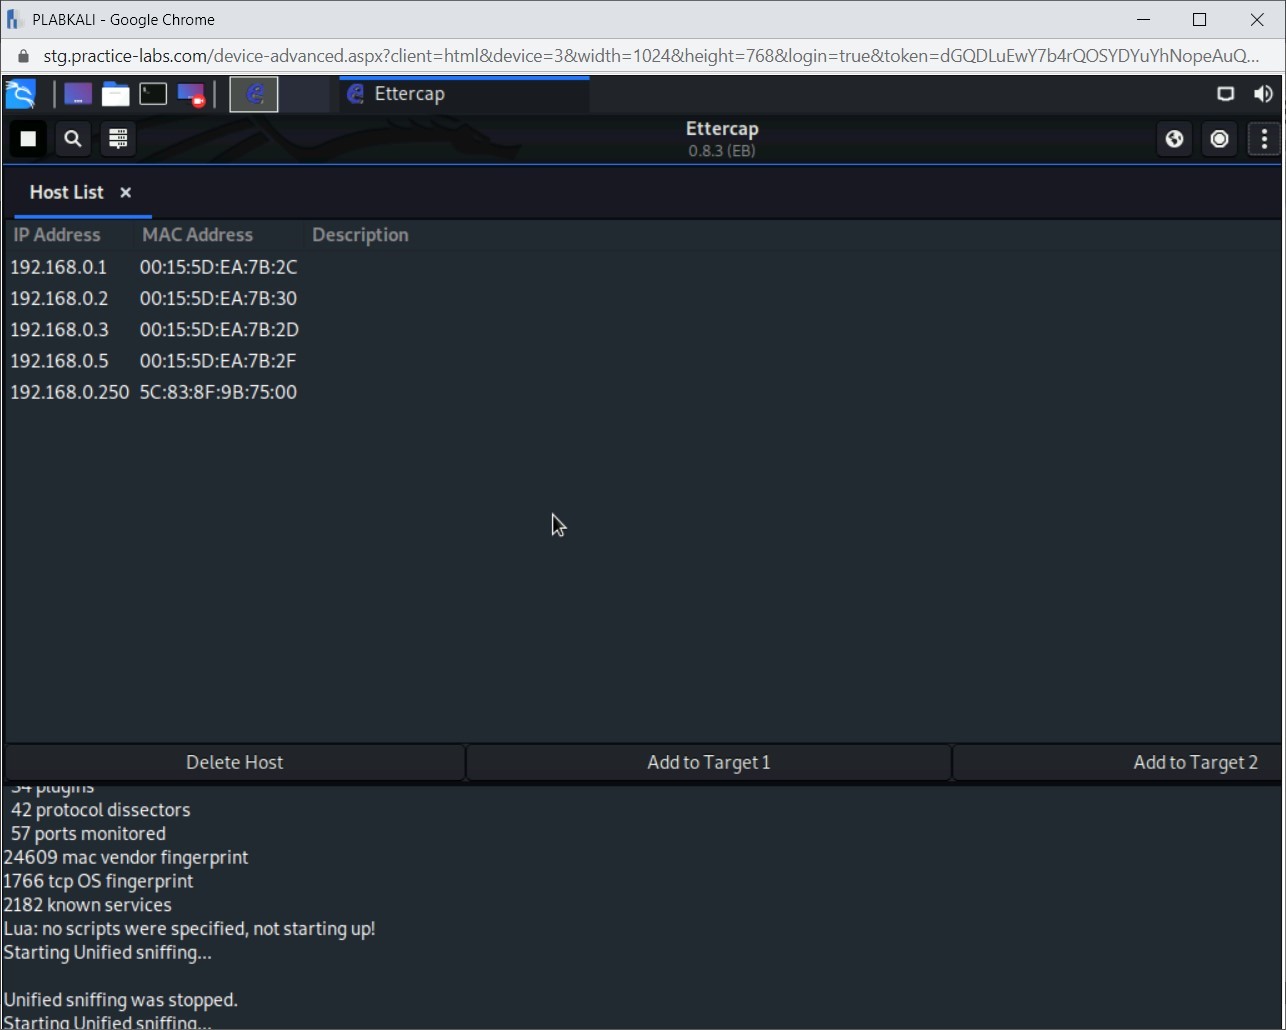 PLABKALI - Google Chrome
stg.practice-labs.com/device-advanced.aspx?client=html&device=3&width=1024&height=768&login=true&token=dGQDLuEwY7b4rQOSYDYuYhNopeAuQ...
Ettercap
Ettercap
0.8.3 (EB)
Host List ×
IP Address MAC Address Description
192.168.0.1 00:15:5D:EA:7B:2C
192.168.0.2 00:15:5D:EA:7B:30
192.168.0.3 00:15:5D:EA:7B:2D
192.168.0.5 00:15:5D:EA:7B:2F
192.168.0.250 5C:83:8F:9B:75:00
Delete Host Add to Target 1 Add to Target 2
34 plugins
42 protocol dissectors
57 ports monitored
24609 mac vendor fingerprint
1766 tcp OS fingerprint
2182 known services
Lua: no scripts were specified, not starting up!
Starting Unified sniffing...
Unified sniffing was stopped.
Starting Unified sniffing...